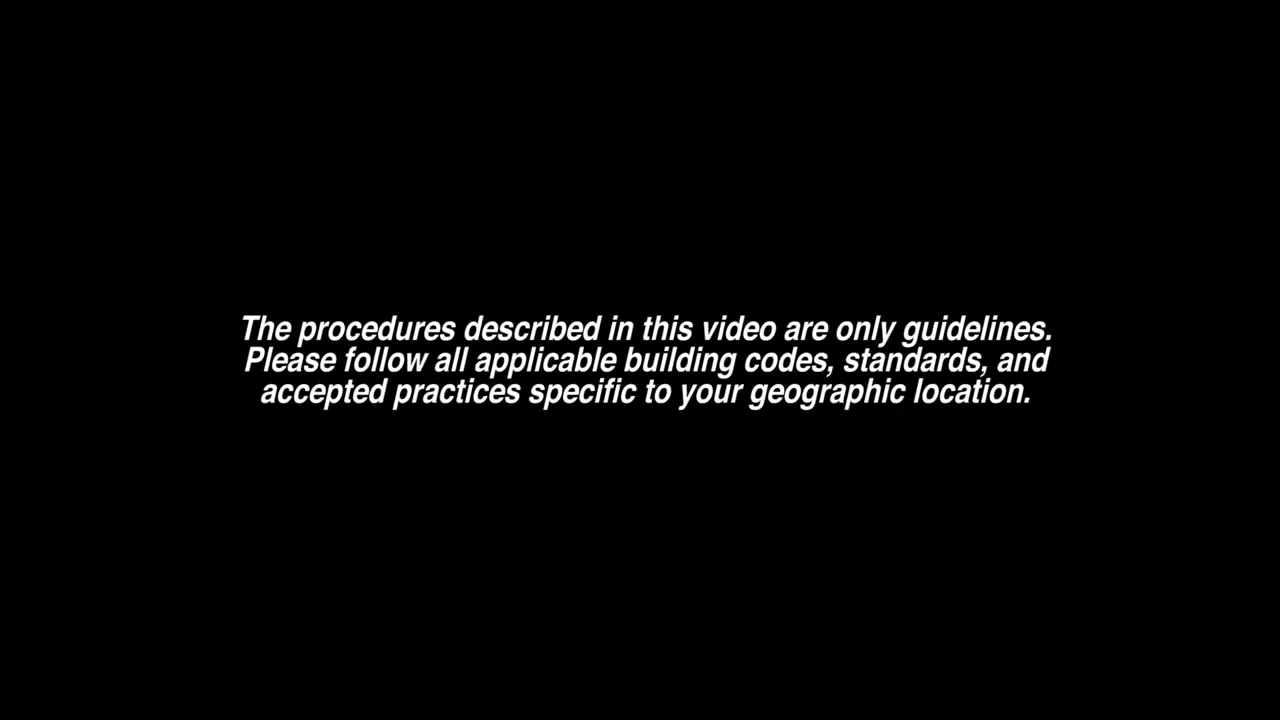 The procedures described in this video are only guidelines.
Please follow all applicable building codes, standards, and
accepted practices specific to your geographic location.